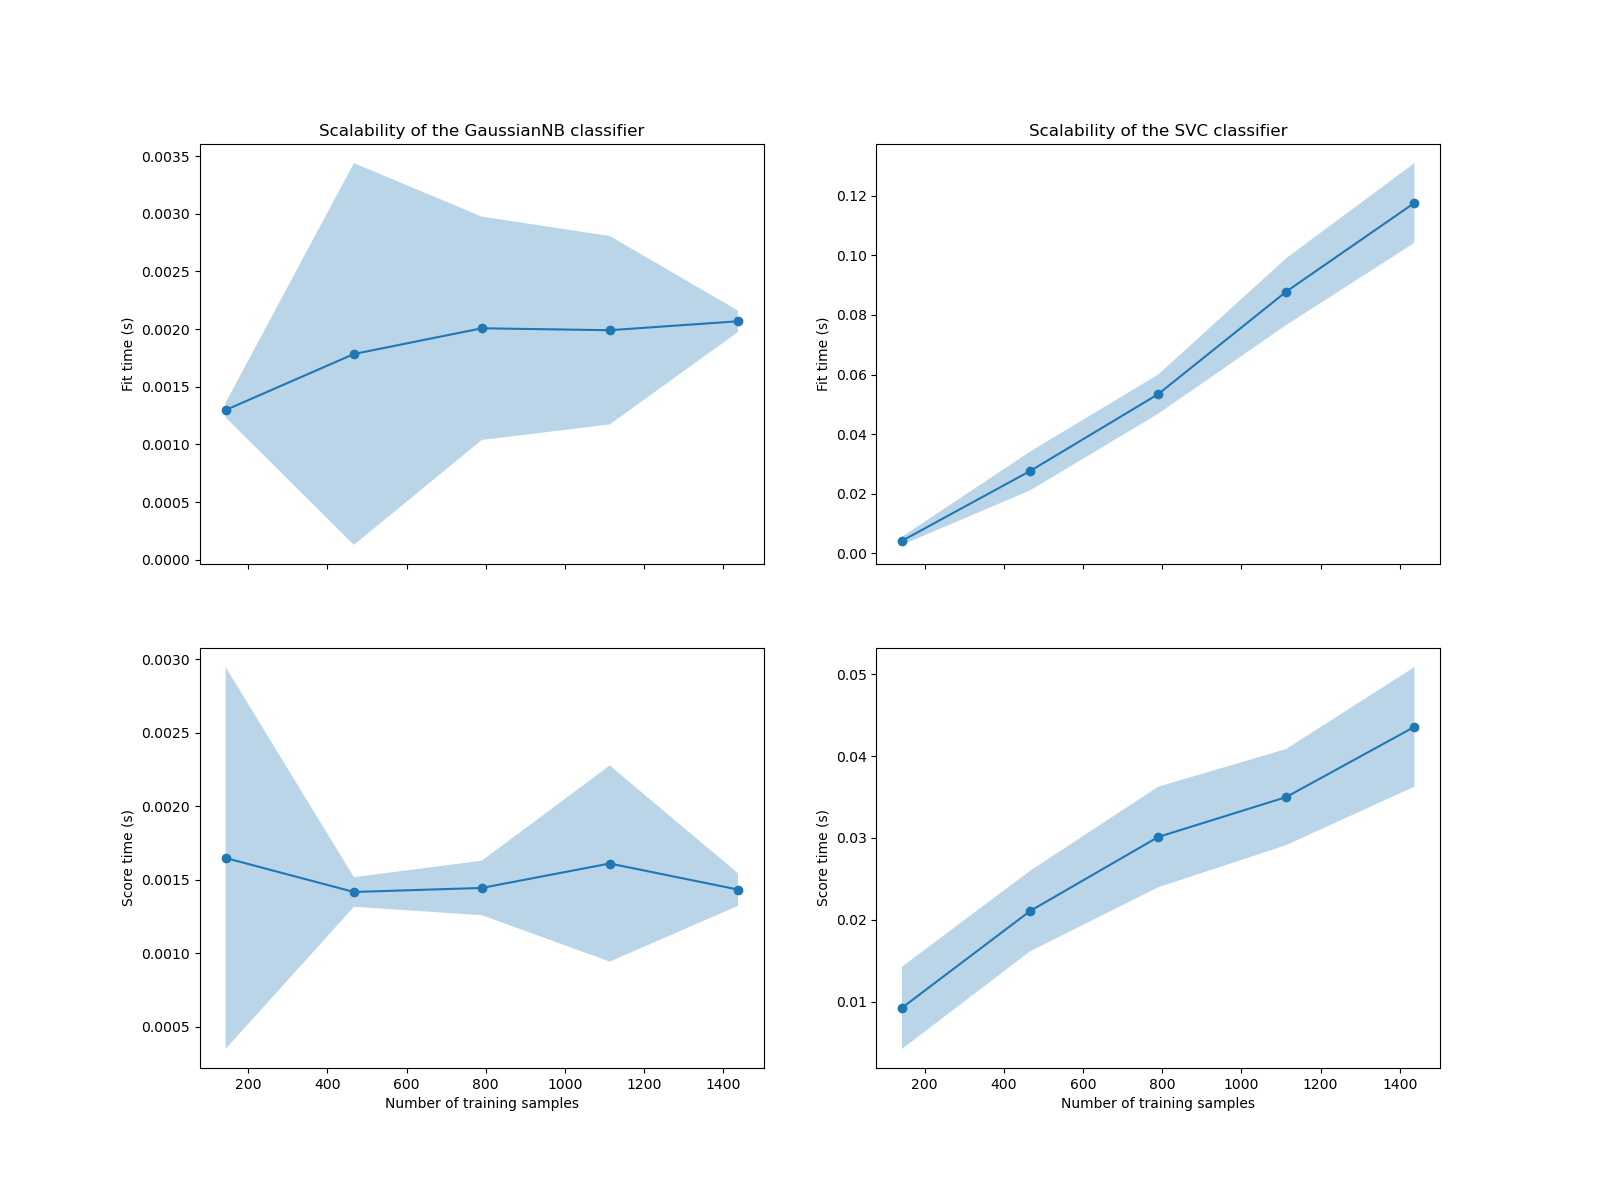 Scalability of the GaussianNB classifier
0.0035
0.0030
0.0025
0.0020
0.0015
0.0010
0.0005
0.0000
Fit time (s)
Scalability of the SVC classifier
0.12
0.10
0.08
0.06
0.04
0.02
0.00
Fit time (s)
0.0030
0.0025
0.0020
0.0015
0.0010
0.0005
Score time (s)
200 400 600 800 1000 1200 1400
Number of training samples
0.05
0.04
0.03
0.02
0.01
Score time (s)
200 400 600 800 1000 1200 1400
Number of training samples